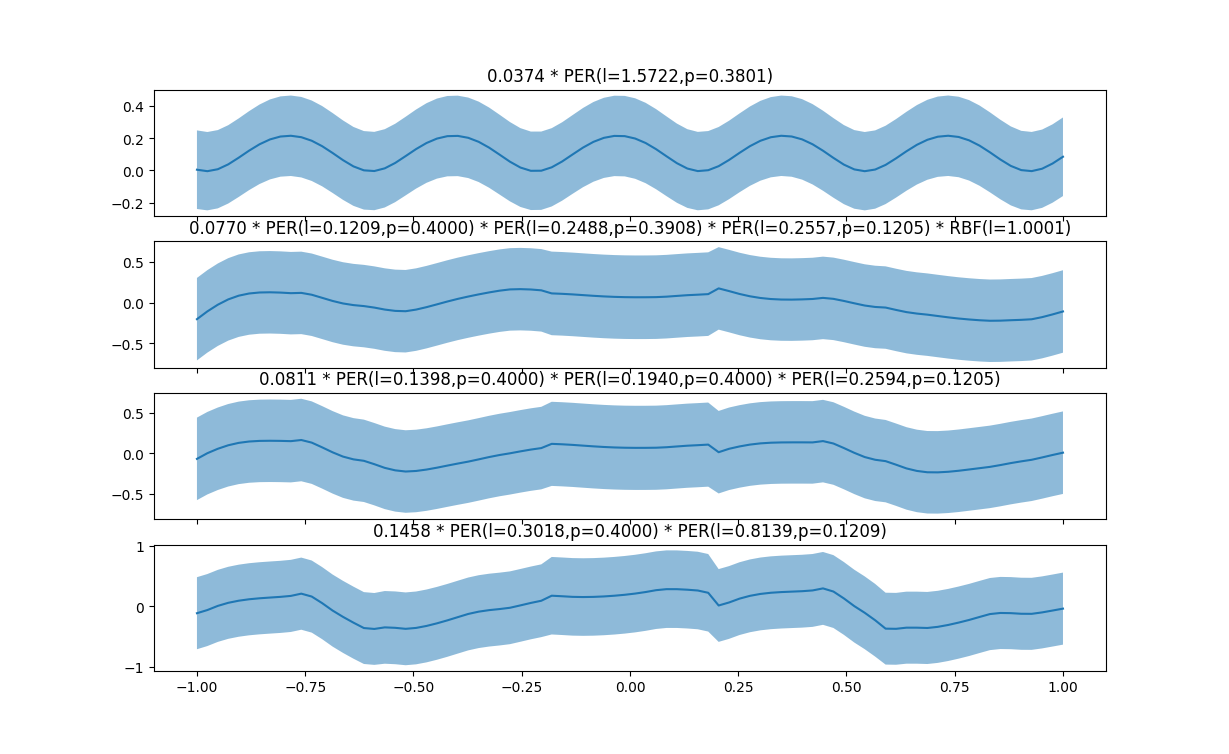 0.0374 * PER(l=1.5722,p=0.3801)
0.4
0.2
0.0
−0.2
0.0770 * PER(l=0.1209,p=0.4000) * PER(l=0.2488,p=0.3908) * PER(l=0.2557,p=0.1205) * RBF(l=1.0001)
0.5
0.0
−0.5
0.0811 * PER(l=0.1398,p=0.4000) * PER(l=0.1940,p=0.4000) * PER(l=0.2594,p=0.1205)
0.5
0.0
−0.5
0.1458 * PER(l=0.3018,p=0.4000) * PER(l=0.8139,p=0.1209)
1
0
−1
−1.00 −0.75 −0.50 −0.25 0.00 0.25 0.50 0.75 1.00